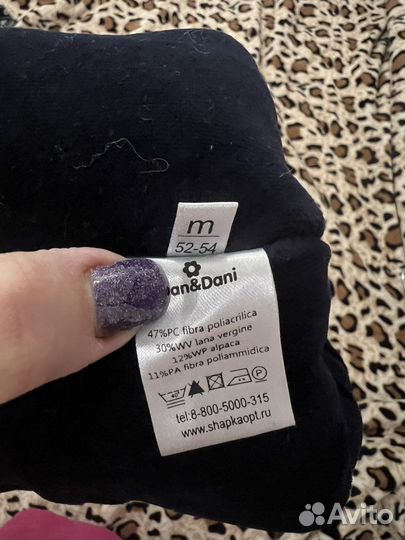 m
52-54
Dan&Dani
47%PC fibra poliacrilica
30%WV lana vergine
12%WP alpaca
11%PA fibra poliammidica
tel:8-800-5000-315
www.shapkaopt.ru
Avito